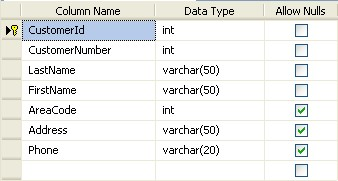 Column Name Data Type Allow Nulls
CustomerId int
CustomerNumber int
LastName varchar(50)
FirstName varchar(50)
AreaCode int
Address varchar(50)
Phone varchar(20)